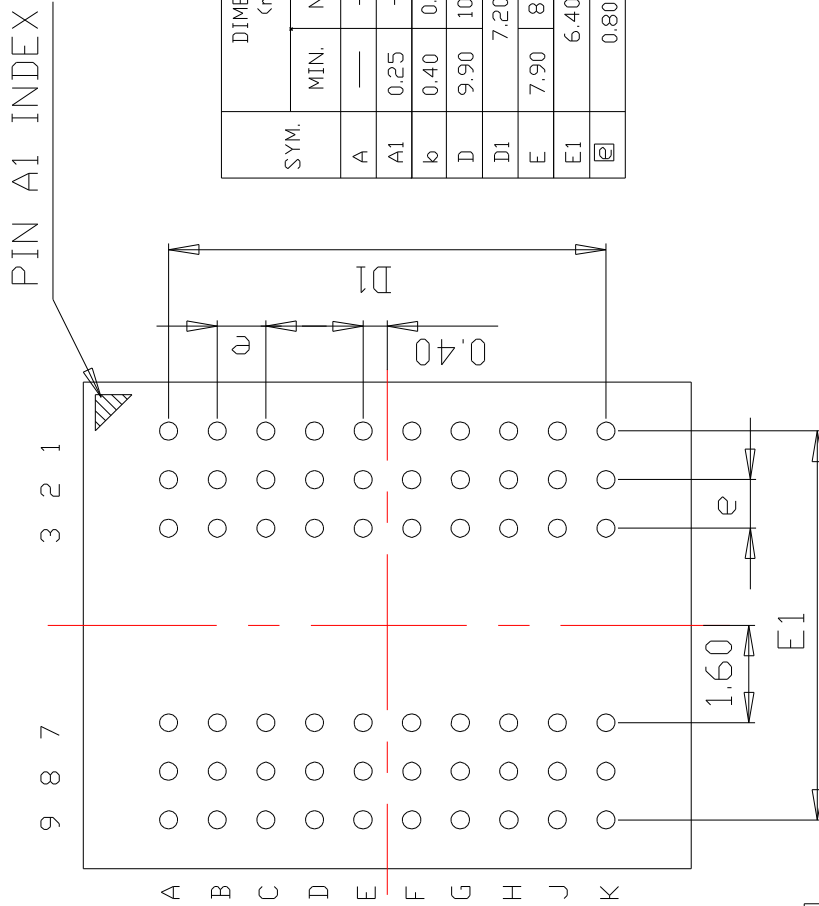 PIN A1 INDEX
SYM.
MIN.
A
A1 0.25
b 0.40
D 9.90
D1 7.20
E 7.90
E1 6.40
e 0.80
1 2 3 7 8 9
A
B
C
D
E
F
G
H
J
K
e
0.40
D1
e
1.60
E1